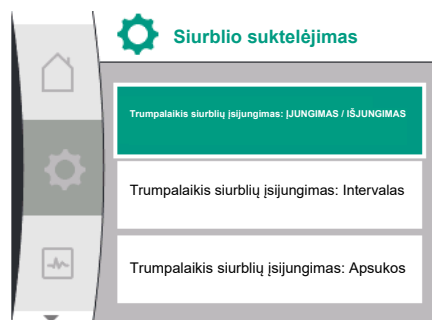 Siurblio suktelėjimas
Trumpalaikis siurblių įsijungimas: ĮJUNGIMAS / IŠJUNGIMAS
Trumpalaikis siurblių įsijungimas: Intervalas
Trumpalaikis siurblių įsijungimas: Apsukos